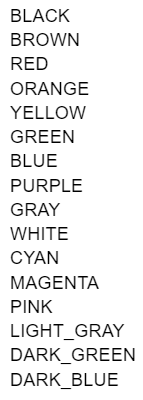 BLACK
BROWN
RED
ORANGE
YELLOW
GREEN
BLUE
PURPLE
GRAY
WHITE
CYAN
MAGENTA
PINK
LIGHT_GRAY
DARK_GREEN
DARK_BLUE